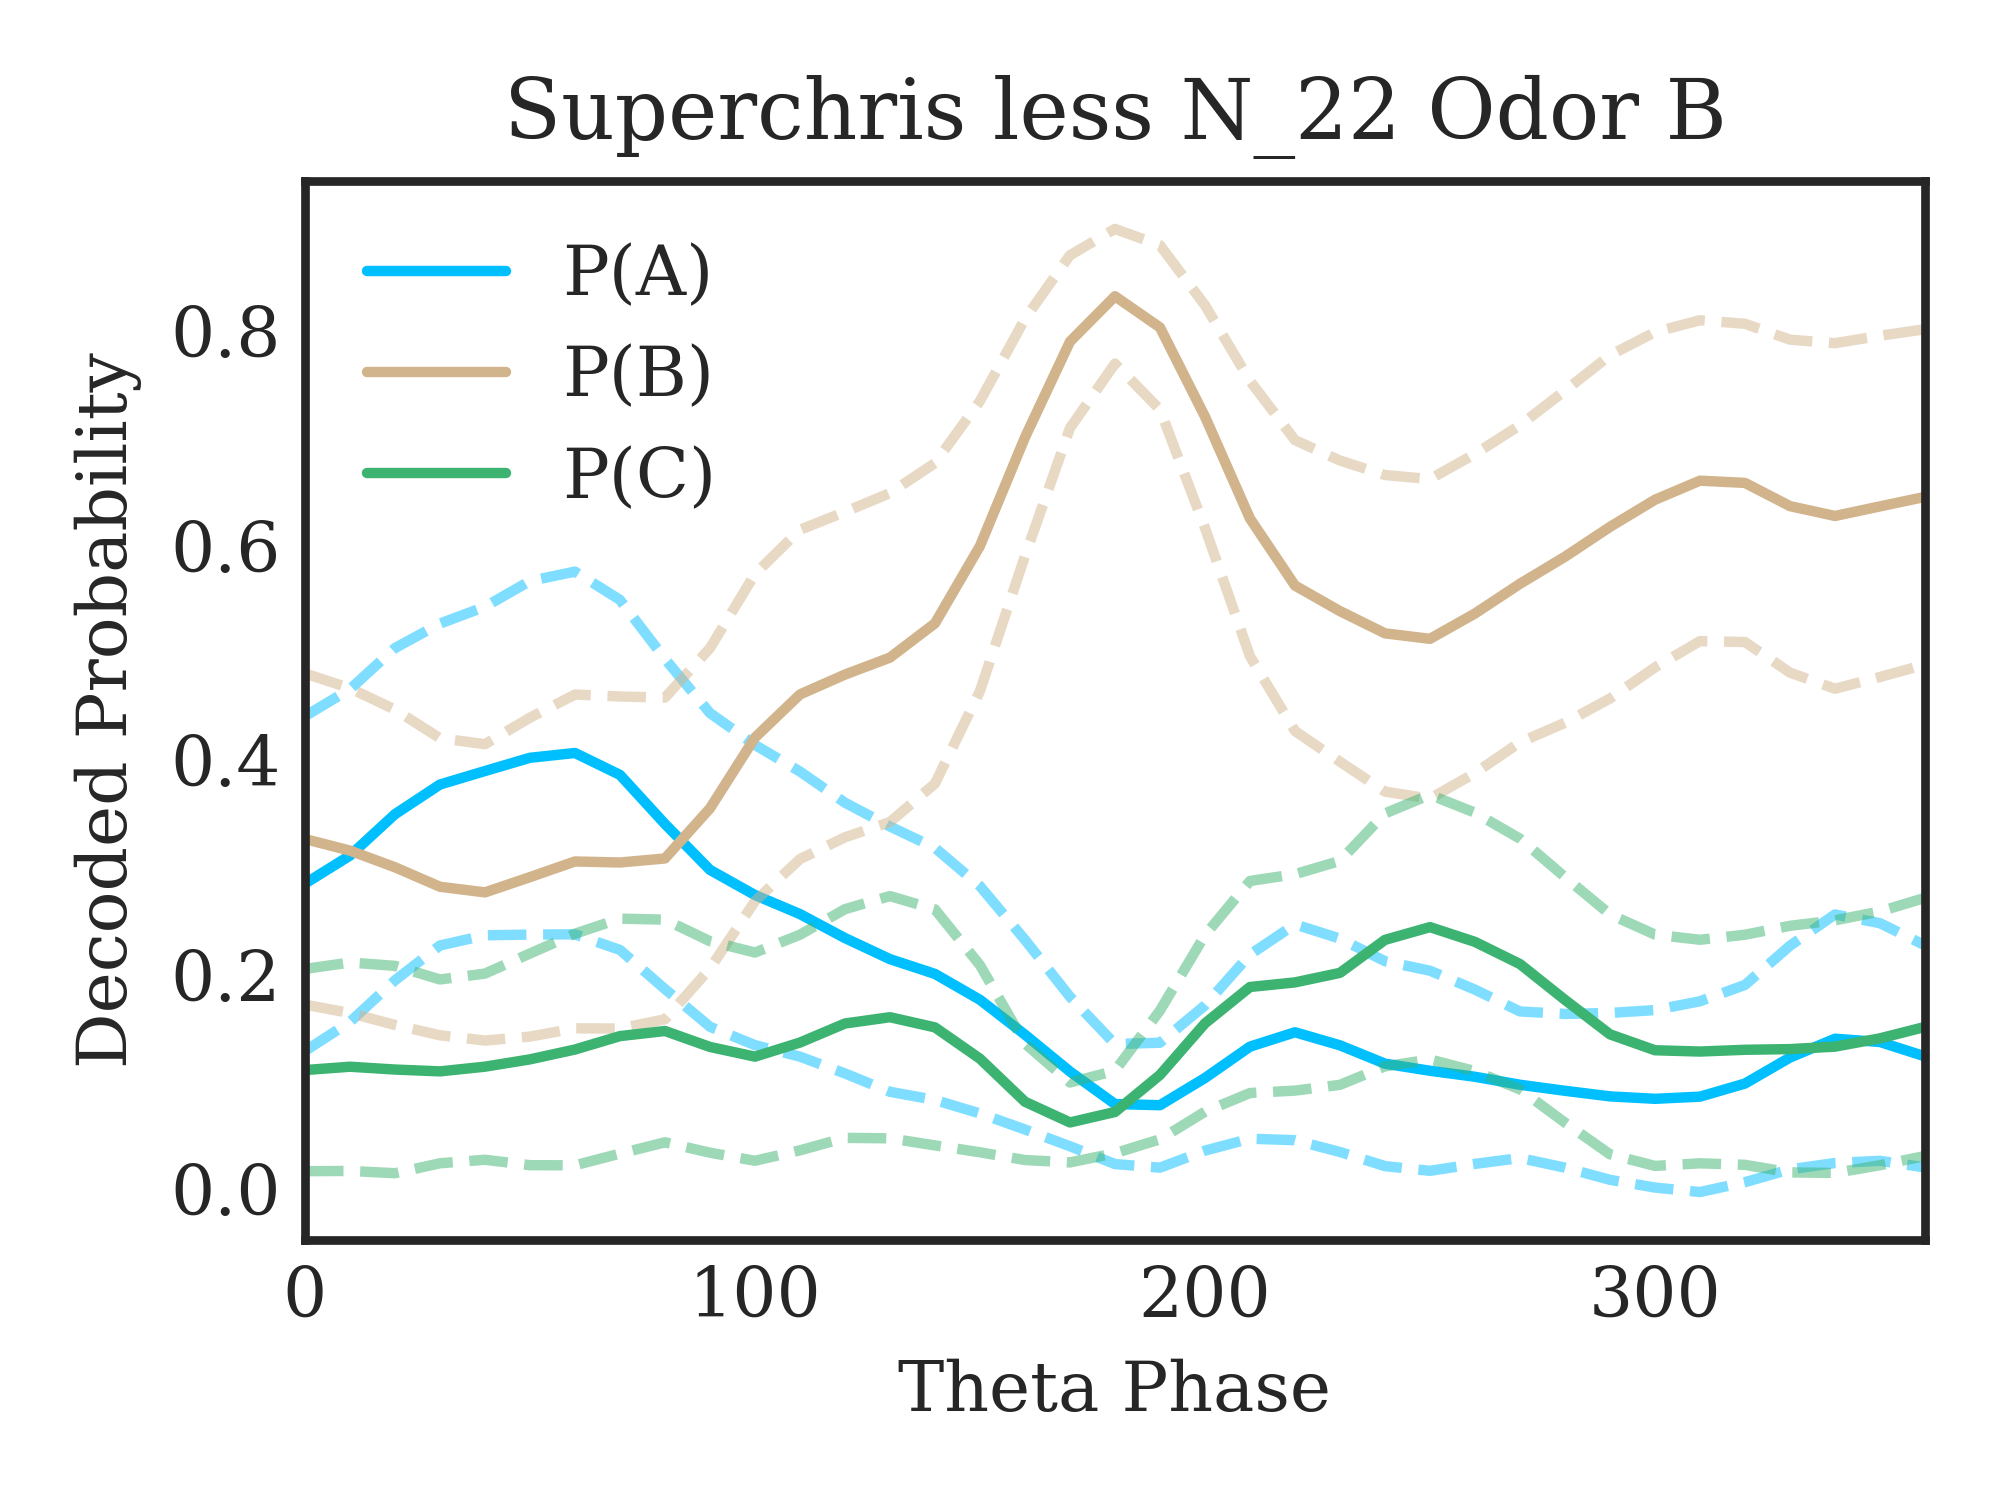 Superchris less N_22 Odor B
P(A)
P(B)
P(C)
Decoded Probability
0.8
0.6
0.4
0.2
0.0
0 100 200 300
Theta Phase